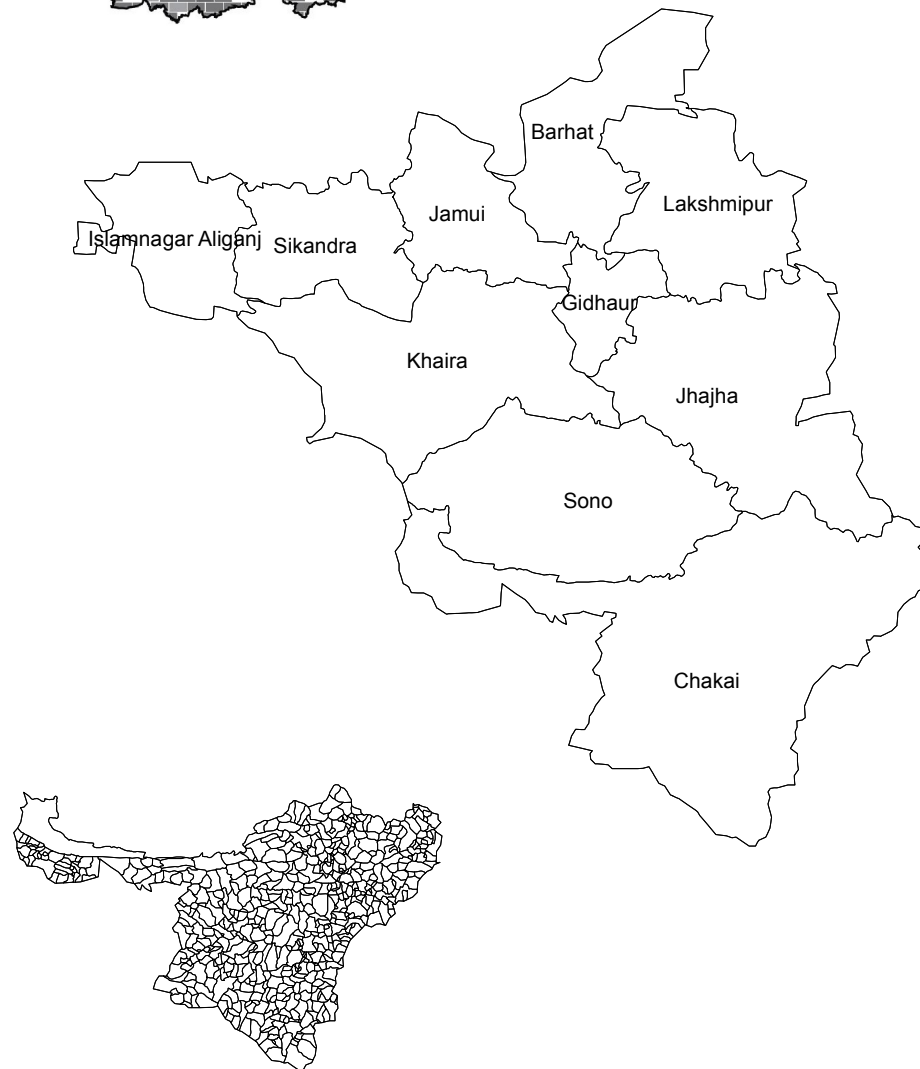 Barhat
Lakshmipur
Jamui
Islamnagar Aliganj
Sikandra
Gidhaur
Khaira
Jhajha
Sono
Chakai